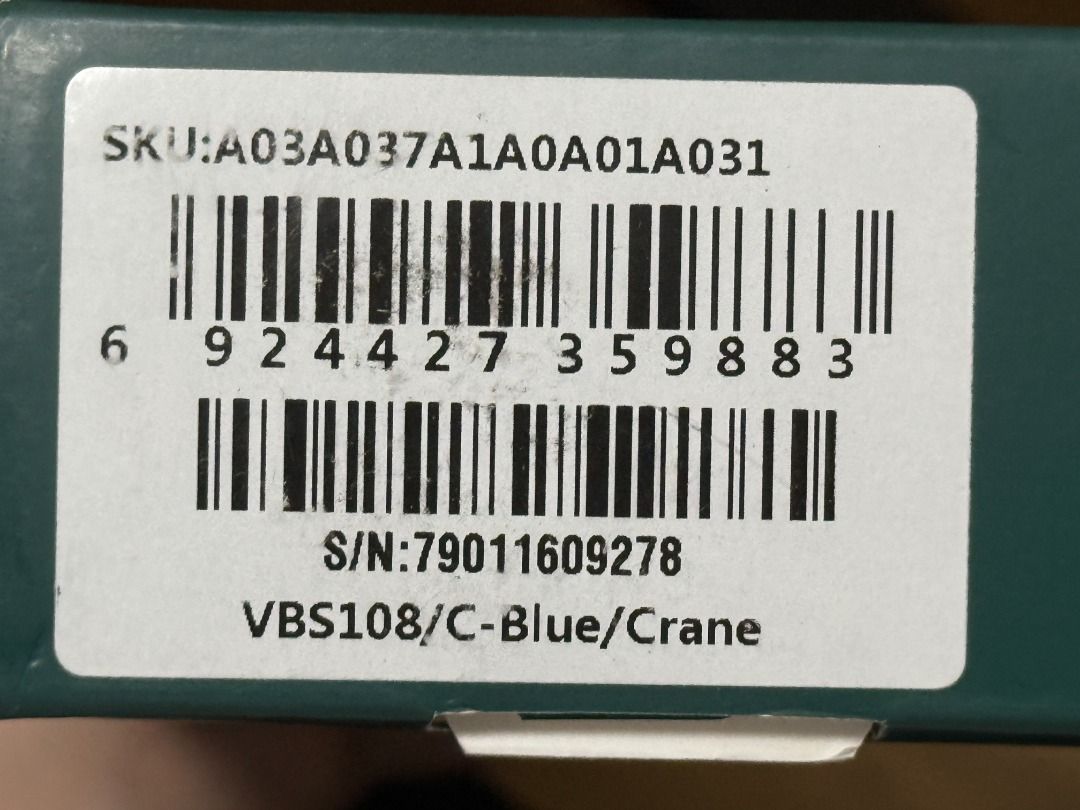 SKU:A03A037A1A0A01A031
6 924427 359883
S/N:79011609278
VBS108/C-Blue/Crane